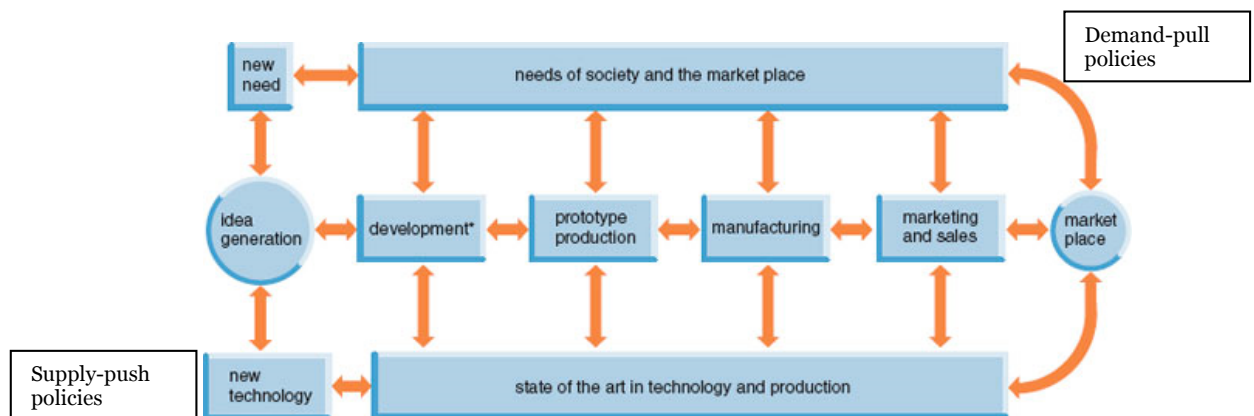 Demand-pull
policies
new
need
needs of society and the market place
idea
generation
development*
prototype
production
manufacturing
marketing
and sales
market
place
Supply-push
policies
new
technology
state of the art in technology and production